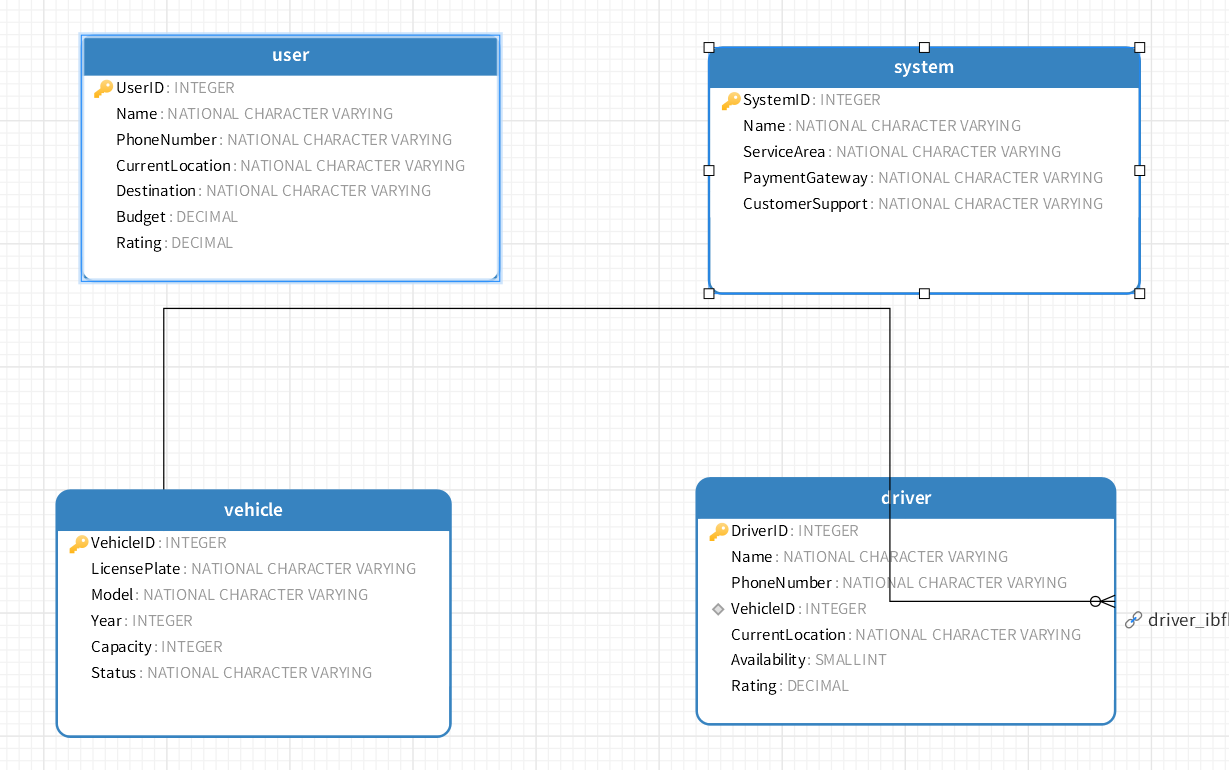 user
UserID : INTEGER
Name : NATIONAL CHARACTER VARYING
PhoneNumber : NATIONAL CHARACTER VARYING
CurrentLocation : NATIONAL CHARACTER VARYING
Destination : NATIONAL CHARACTER VARYING
Budget : DECIMAL
Rating : DECIMAL
system
SystemID : INTEGER
Name : NATIONAL CHARACTER VARYING
ServiceArea : NATIONAL CHARACTER VARYING
PaymentGateway : NATIONAL CHARACTER VARYING
CustomerSupport : NATIONAL CHARACTER VARYING
vehicle
VehicleID : INTEGER
LicensePlate : NATIONAL CHARACTER VARYING
Model : NATIONAL CHARACTER VARYING
Year : INTEGER
Capacity : INTEGER
Status : NATIONAL CHARACTER VARYING
driver
DriverID : INTEGER
Name : NATIONAL CHARACTER VARYING
PhoneNumber : NATIONAL CHARACTER VARYING
VehicleID : INTEGER
CurrentLocation : NATIONAL CHARACTER VARYING
Availability : SMALLINT
Rating : DECIMAL